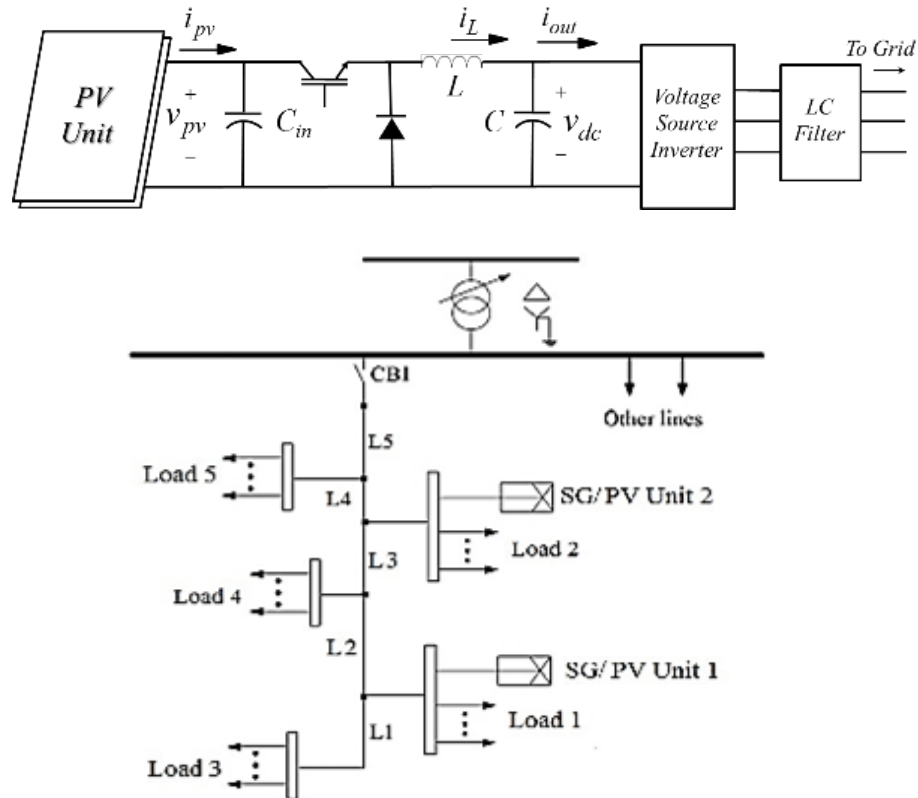 i_pv
i_L
i_out
To Grid
PV
Unit
+
v_pv
−
C_in
L
C
+
v_dc
−
Voltage
Source
Inverter
LC
Filter
CB1
Other lines
L5
Load 5
L4
SG/PV Unit 2
Load 2
L3
Load 4
L2
SG/PV Unit 1
Load 1
L1
Load 3